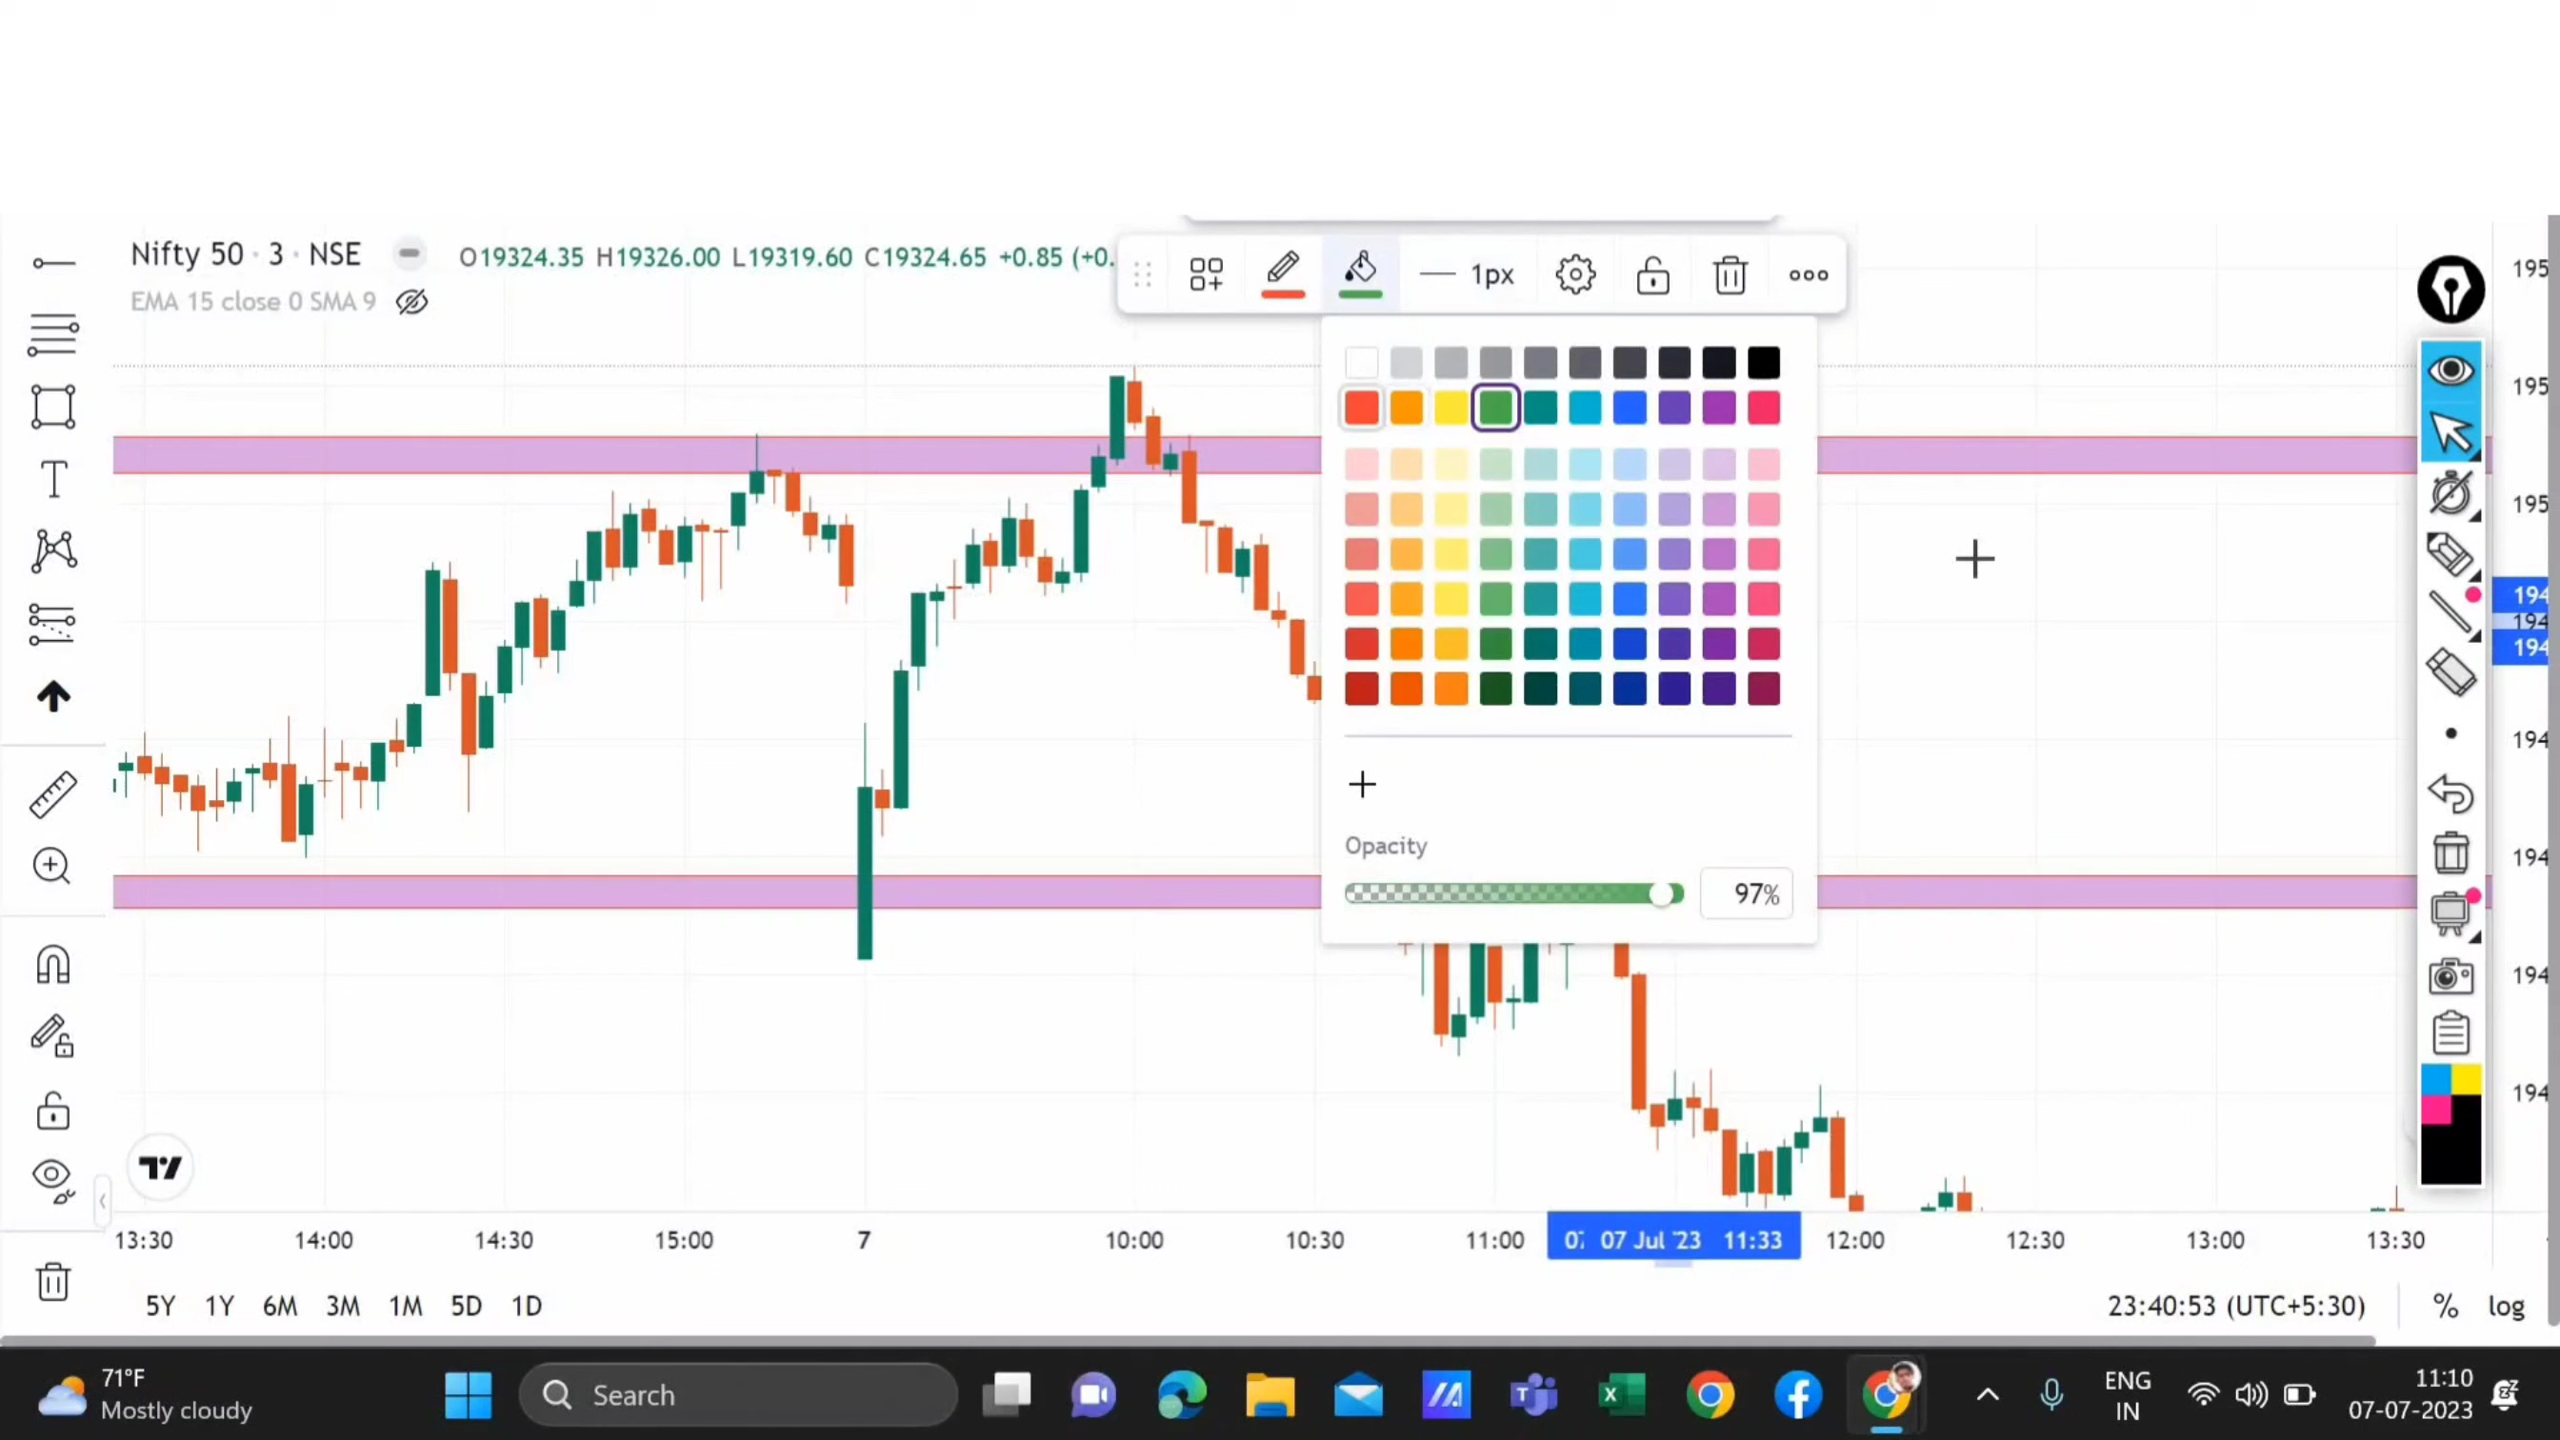 Nifty 50 · 3 · NSE
O19324.35 H19326.00 L19319.60 C19324.65 +0.85 (+0.
EMA 15 close 0 SMA 9
1px
Opacity
97%
195
195
195
194
194
194
194
194
194
194
13:30 14:00 14:30 15:00 7 10:00 10:30 11:00 07 Jul '23 11:33 12:00 12:30 13:00 13:30
5Y 1Y 6M 3M 1M 5D 1D
23:40:53 (UTC+5:30) % log
71°F
Mostly cloudy
Search
ENG
IN
11:10
07-07-2023